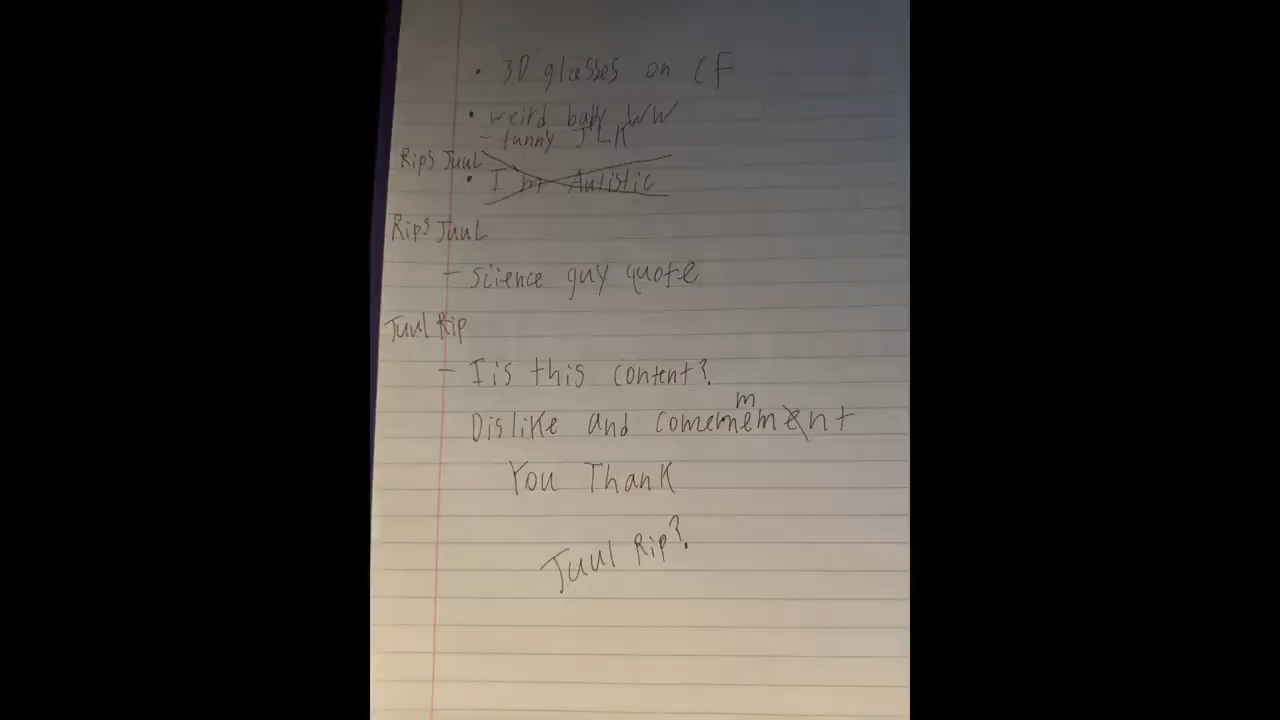 • 3D glasses on CF
• weird baby WW
- funny JLK
Rips JuuL
• I Autistic
Rips JuuL
- Science guy quote
Juul Rip
- I is this content?
m
Dislike and comement
You Thank
Juul Rip?